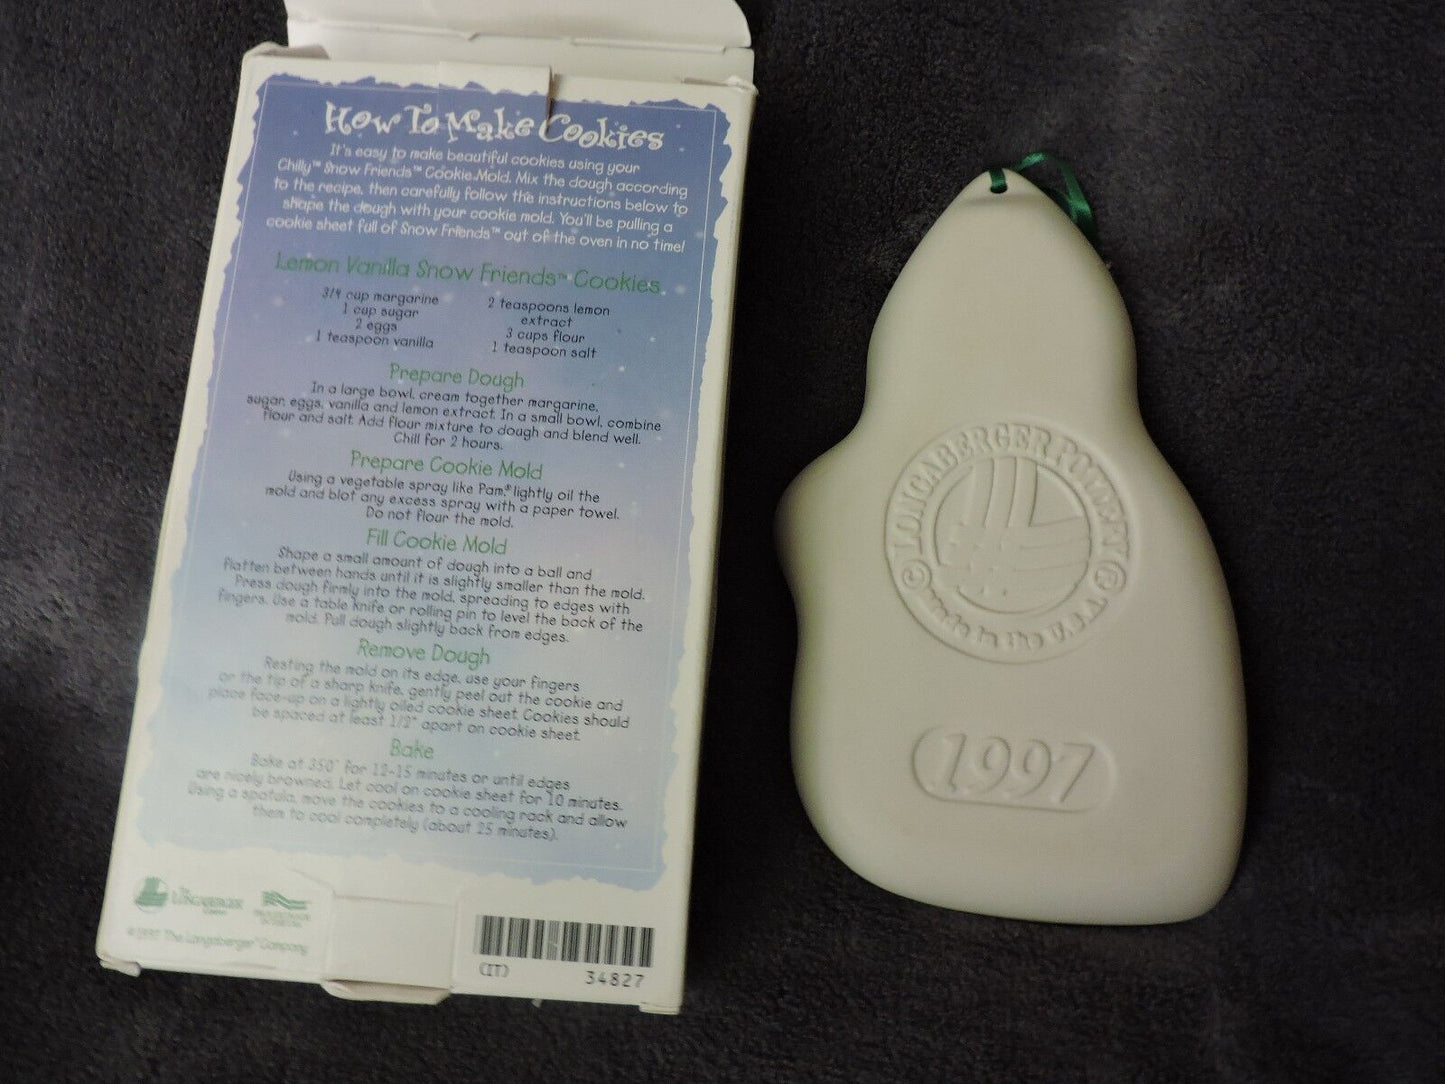 How To Make Cookies
It's easy to make beautiful cookies using your
Chilly™ Snow Friends™ Cookie Mold. Mix the dough according
to the recipe, then carefully follow the instructions below to
shape the dough with your cookie mold. You'll be pulling a
cookie sheet full of Snow Friends™ out of the oven in no time!
Lemon Vanilla Snow Friends™ Cookies
3/4 cup margarine
1 cup sugar
2 eggs
1 teaspoon vanilla
2 teaspoons lemon
extract
3 cups flour
1 teaspoon salt
Prepare Dough
In a large bowl, cream together margarine,
sugar, eggs, vanilla and lemon extract. In a small bowl, combine
flour and salt. Add flour mixture to dough and blend well.
Chill for 2 hours.
Prepare Cookie Mold
Using a vegetable spray like Pam,® lightly oil the
mold and blot any excess spray with a paper towel.
Do not flour the mold.
Fill Cookie Mold
Shape a small amount of dough into a ball and
flatten between hands until it is slightly smaller than the mold.
Press dough firmly into the mold, spreading to edges with
fingers. Use a table knife or rolling pin to level the back of the
mold. Pull dough slightly back from edges.
Remove Dough
Resting the mold on its edge, use your fingers
or the tip of a sharp knife, gently peel out the cookie and
place face-up on a lightly oiled cookie sheet. Cookies should
be spaced at least 1/2" apart on cookie sheet.
Bake
Bake at 350° for 12-15 minutes or until edges
are nicely browned. Let cool on cookie sheet for 10 minutes.
Using a spatula, move the cookies to a cooling rack and allow
them to cool completely (about 25 minutes).
The Longaberger Company
(IT) 34827
© LONGABERGER POTTERY ®
made in the U.S.A.
1997